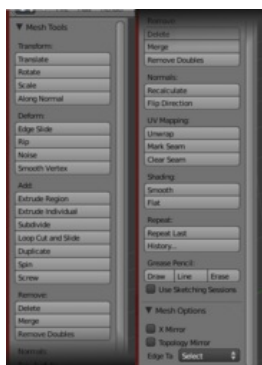 Mesh Tools
Transform:
Translate
Rotate
Scale
Along Normal
Deform:
Edge Slide
Rip
Noise
Smooth Vertex
Add:
Extrude Region
Extrude Individual
Subdivide
Loop Cut and Slide
Duplicate
Spin
Screw
Remove:
Delete
Merge
Remove Doubles
Normals:
Remove:
Delete
Merge
Remove Doubles
Normals:
Recalculate
Flip Direction
UV Mapping:
Unwrap
Mark Seam
Clear Seam
Shading:
Smooth
Flat
Repeat:
Repeat Last
History...
Grease Pencil:
Draw Line Erase
Use Sketching Sessions
Mesh Options
X Mirror
Topology Mirror
Edge Ta Select